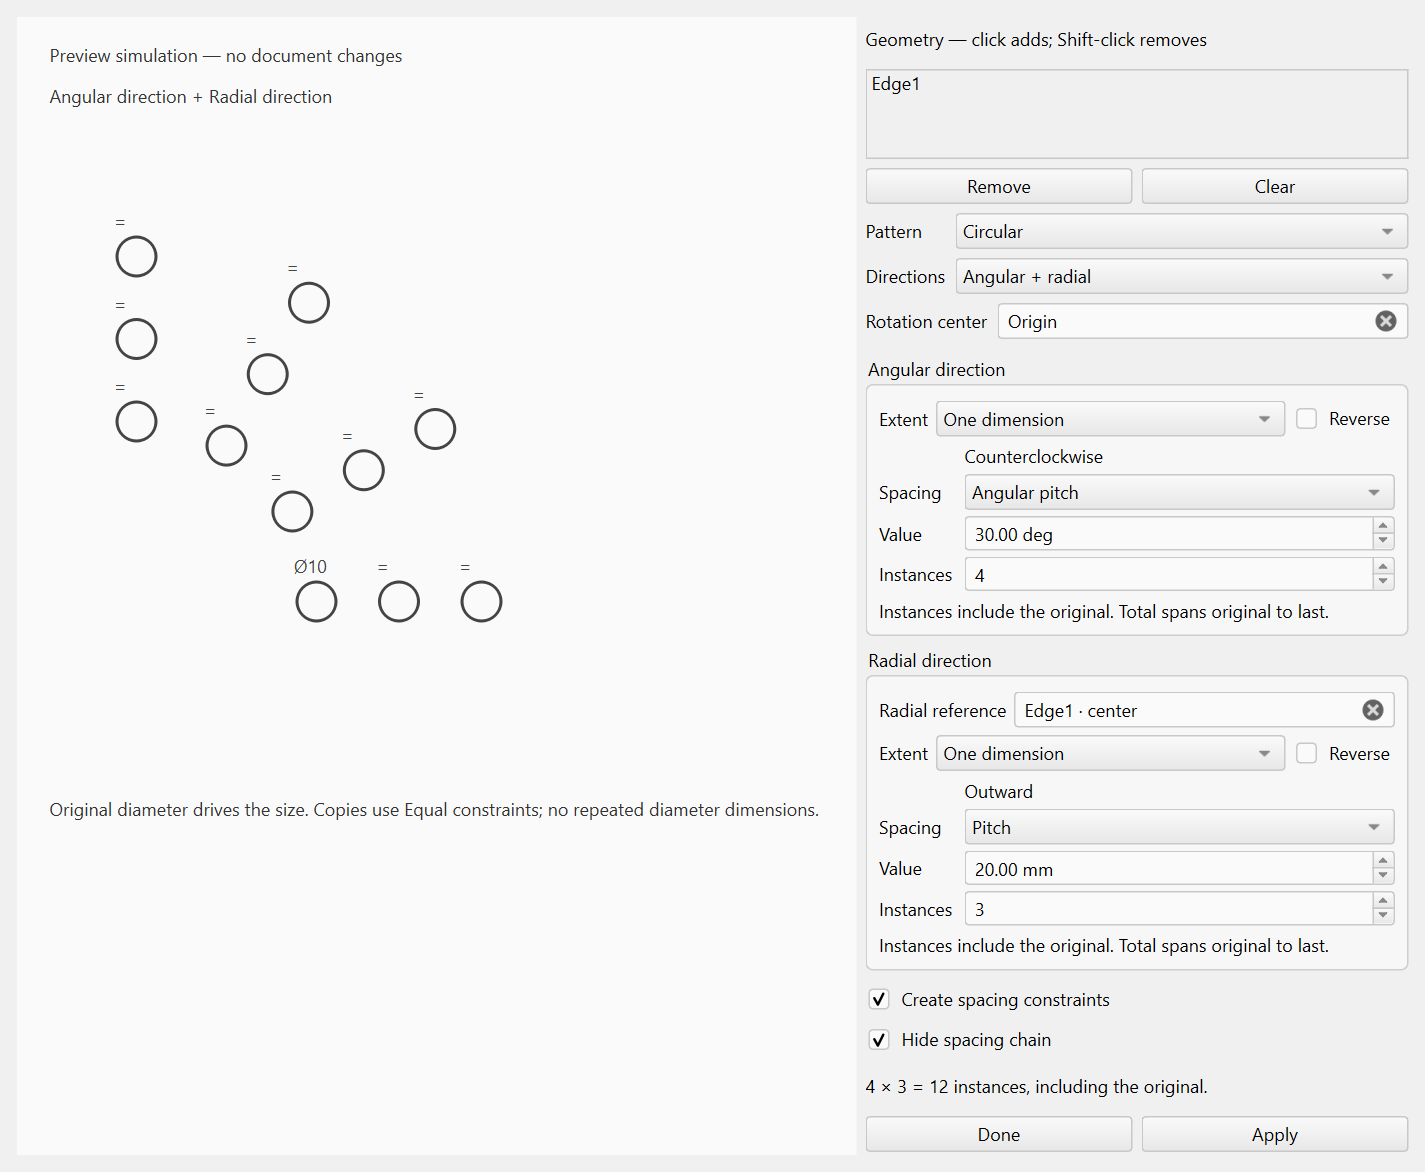 Preview simulation — no document changes
Angular direction + Radial direction
=
=
=
=
=
=
=
=
=
Ø10
=
=
Original diameter drives the size. Copies use Equal constraints; no repeated diameter dimensions.
Geometry — click adds; Shift-click removes
Edge1
Remove
Clear
Pattern
Circular
Directions
Angular + radial
Rotation center
Origin
Angular direction
Extent
One dimension
Reverse
Counterclockwise
Spacing
Angular pitch
Value
30.00 deg
Instances
4
Instances include the original. Total spans original to last.
Radial direction
Radial reference
Edge1 · center
Extent
One dimension
Reverse
Outward
Spacing
Pitch
Value
20.00 mm
Instances
3
Instances include the original. Total spans original to last.
Create spacing constraints
Hide spacing chain
4 × 3 = 12 instances, including the original.
Done
Apply